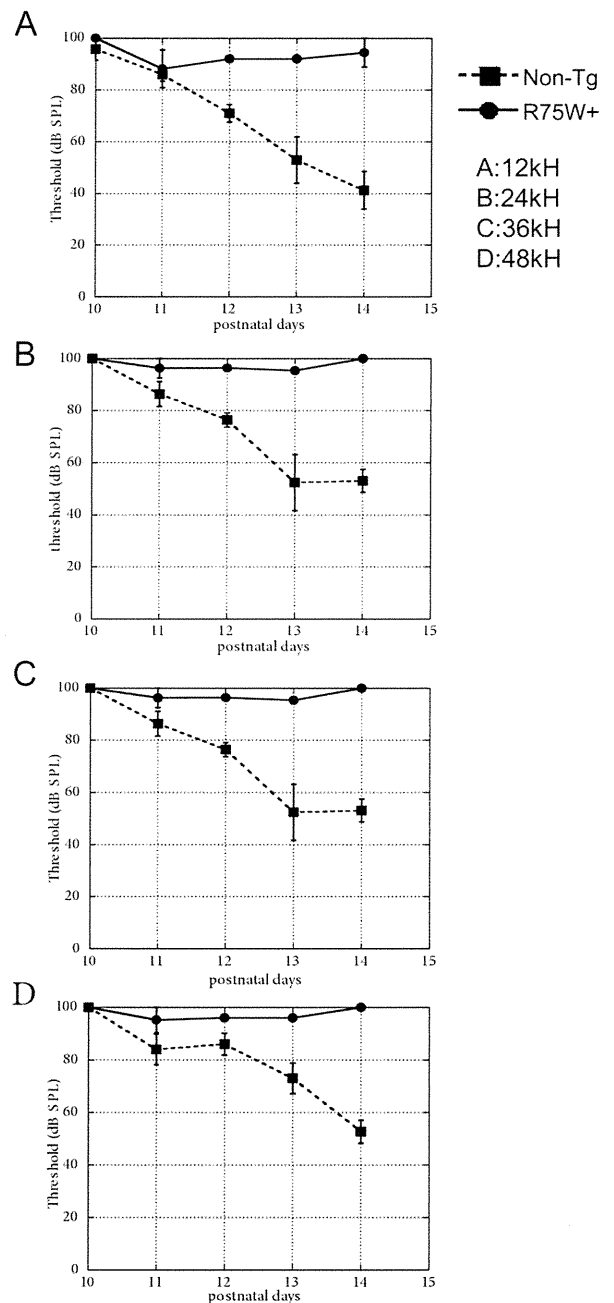 A
100
80
60
40
20
0
Threshold (dB SPL)
10 11 12 13 14 15
postnatal days
Non-Tg
R75W+
A:12kH
B:24kH
C:36kH
D:48kH
B
100
80
60
40
20
0
threshold (dB SPL)
10 11 12 13 14 15
postnatal days
C
100
80
60
40
20
0
Threshold (dB SPL)
10 11 12 13 14 15
postnatal days
D
100
80
60
40
20
0
Threshold (dB SPL)
10 11 12 13 14 15
postnatal days